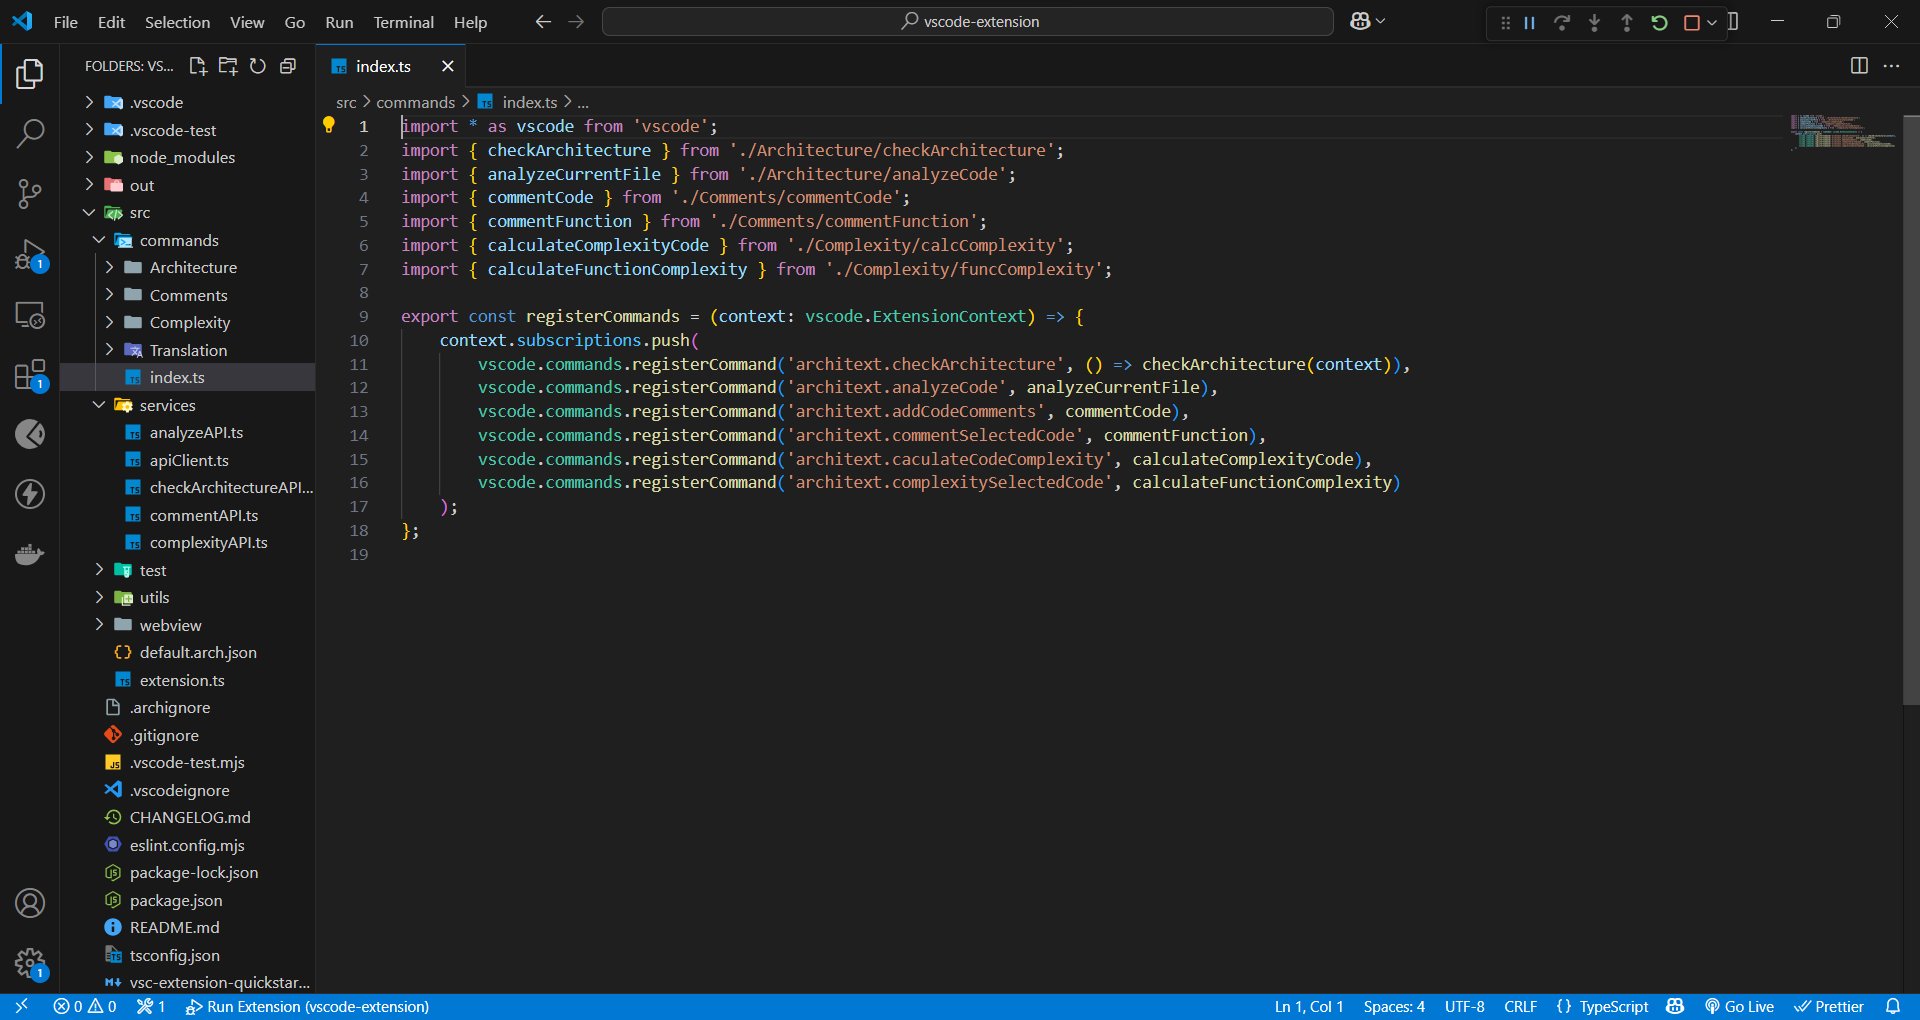 File Edit Selection View Go Run Terminal Help
vscode-extension
FOLDERS: VS...
.vscode
.vscode-test
node_modules
out
src
commands
Architecture
Comments
Complexity
Translation
index.ts
services
analyzeAPI.ts
apiClient.ts
checkArchitectureAPI...
commentAPI.ts
complexityAPI.ts
test
utils
webview
default.arch.json
extension.ts
.archignore
.gitignore
.vscode-test.mjs
.vscodeignore
CHANGELOG.md
eslint.config.mjs
package-lock.json
package.json
README.md
tsconfig.json
vsc-extension-quickstar...
1
1
1
index.ts
src > commands > index.ts > ...
1 import * as vscode from 'vscode';
2 import { checkArchitecture } from './Architecture/checkArchitecture';
3 import { analyzeCurrentFile } from './Architecture/analyzeCode';
4 import { commentCode } from './Comments/commentCode';
5 import { commentFunction } from './Comments/commentFunction';
6 import { calculateComplexityCode } from './Complexity/calcComplexity';
7 import { calculateFunctionComplexity } from './Complexity/funcComplexity';
8
9 export const registerCommands = (context: vscode.ExtensionContext) => {
10 context.subscriptions.push(
11 vscode.commands.registerCommand('architext.checkArchitecture', () => checkArchitecture(context)),
12 vscode.commands.registerCommand('architext.analyzeCode', analyzeCurrentFile),
13 vscode.commands.registerCommand('architext.addCodeComments', commentCode),
14 vscode.commands.registerCommand('architext.commentSelectedCode', commentFunction),
15 vscode.commands.registerCommand('architext.caculateCodeComplexity', calculateComplexityCode),
16 vscode.commands.registerCommand('architext.complexitySelectedCode', calculateFunctionComplexity)
17 );
18 };
19
0 0 1 Run Extension (vscode-extension) Ln 1, Col 1 Spaces: 4 UTF-8 CRLF {} TypeScript Go Live Prettier